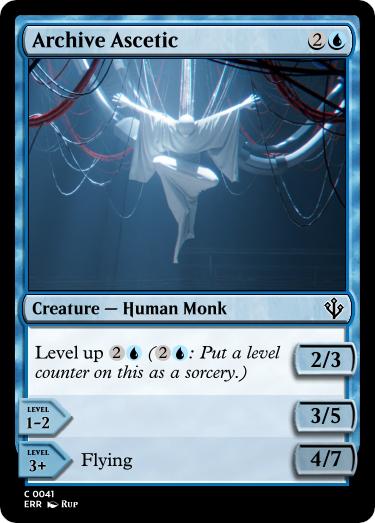 Archive Ascetic 2
Creature — Human Monk
Level up 2 (2: Put a level
counter on this as a sorcery.)
2/3
LEVEL
1-2
3/5
LEVEL
3+
Flying
4/7
C 0041
ERR Rup